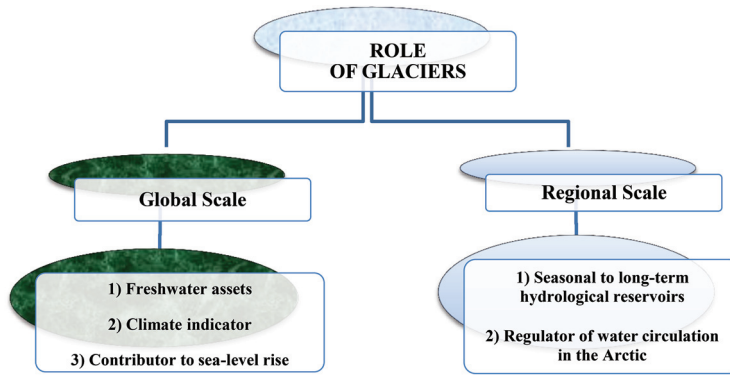 ROLE
OF GLACIERS
Global Scale
1) Freshwater assets
2) Climate indicator
3) Contributor to sea-level rise
Regional Scale
1) Seasonal to long-term
hydrological reservoirs
2) Regulator of water circulation
in the Arctic